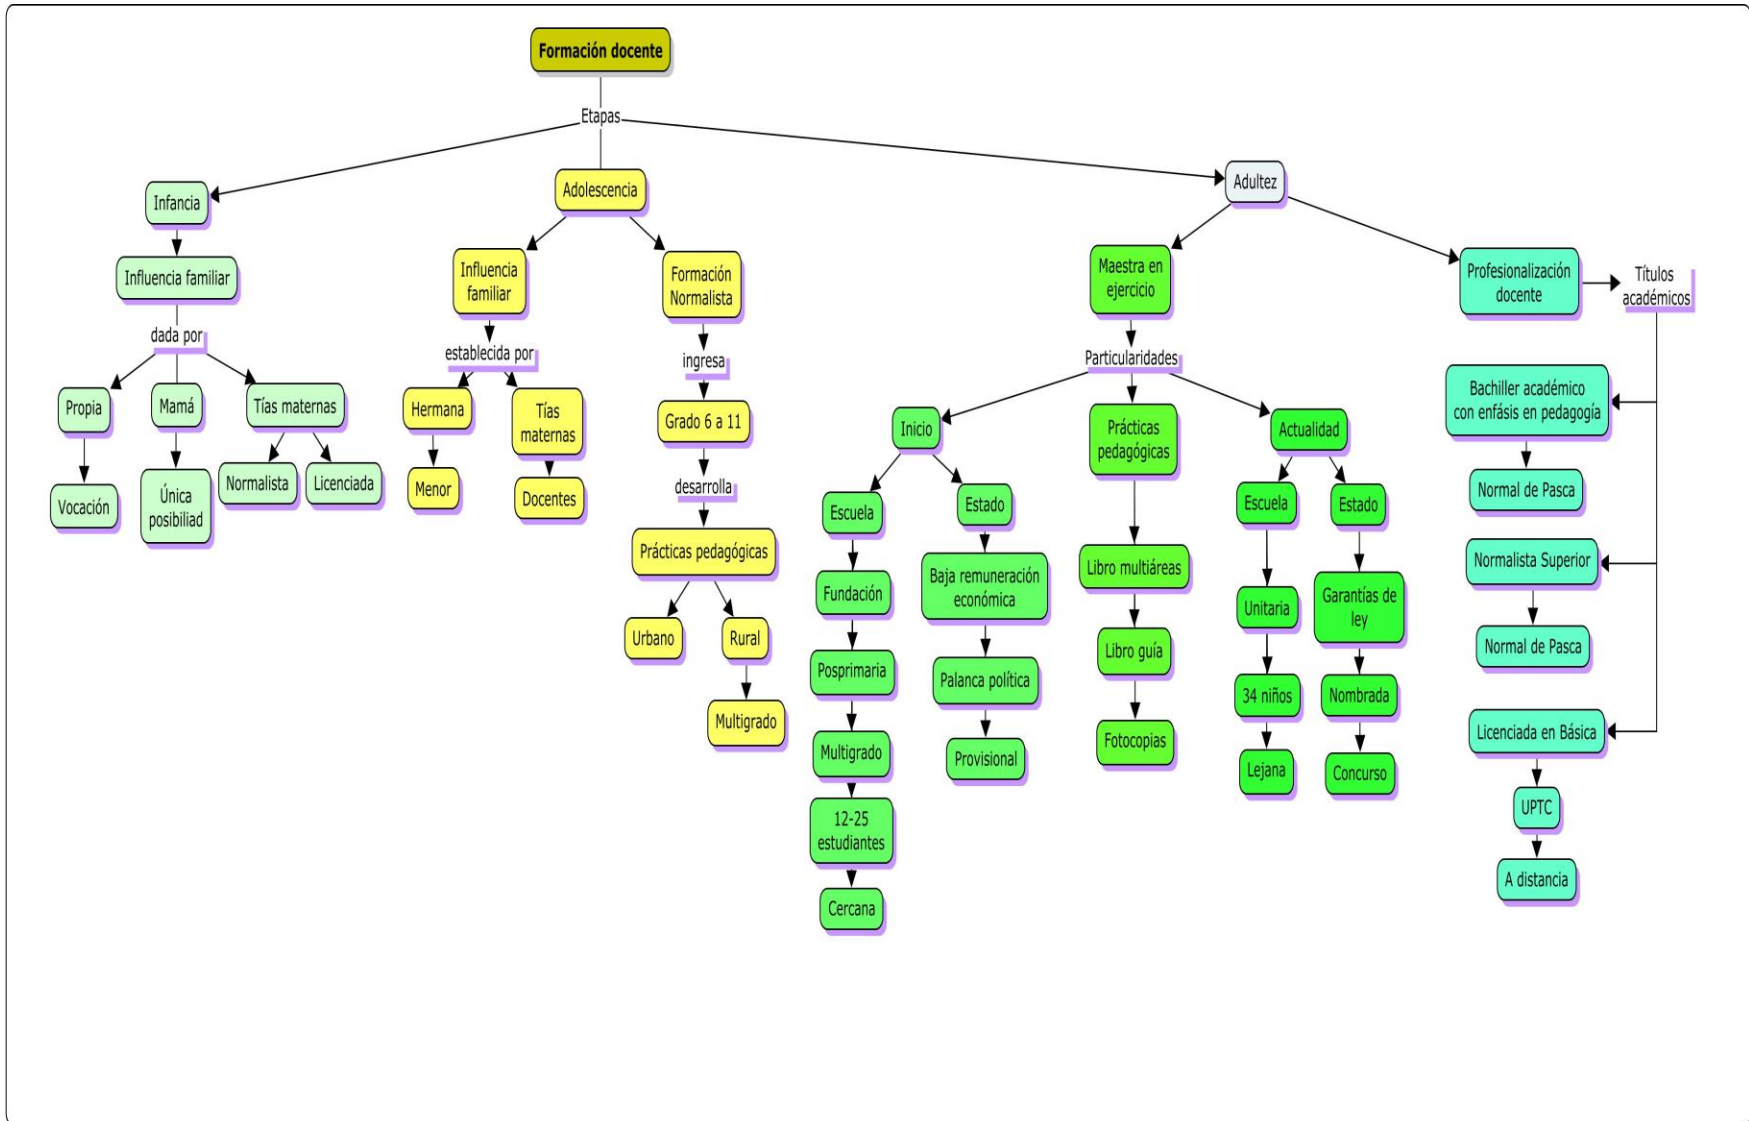 Formación docente
Etapas
Infancia
Influencia familiar
dada por
Propia
Mamá
Tías maternas
Vocación
Única
posibiliad
Normalista
Licenciada
Adolescencia
Influencia
familiar
establecida por
Hermana
Tías
maternas
Menor
Docentes
Formación
Normalista
ingresa
Grado 6 a 11
desarrolla
Prácticas pedagógicas
Urbano
Rural
Multigrado
Adultez
Maestra en
ejercicio
Particularidades
Inicio
Escuela
Fundación
Posprimaria
Multigrado
12-25
estudiantes
Cercana
Estado
Baja remuneración
económica
Palanca política
Provisional
Prácticas
pedagógicas
Libro multiáreas
Libro guía
Fotocopias
Actualidad
Escuela
Unitaria
34 niños
Lejana
Estado
Garantías de
ley
Nombrada
Concurso
Profesionalización
docente
Títulos
académicos
Bachiller académico
con enfásis en pedagogía
Normal de Pasca
Normalista Superior
Normal de Pasca
Licenciada en Básica
UPTC
A distancia